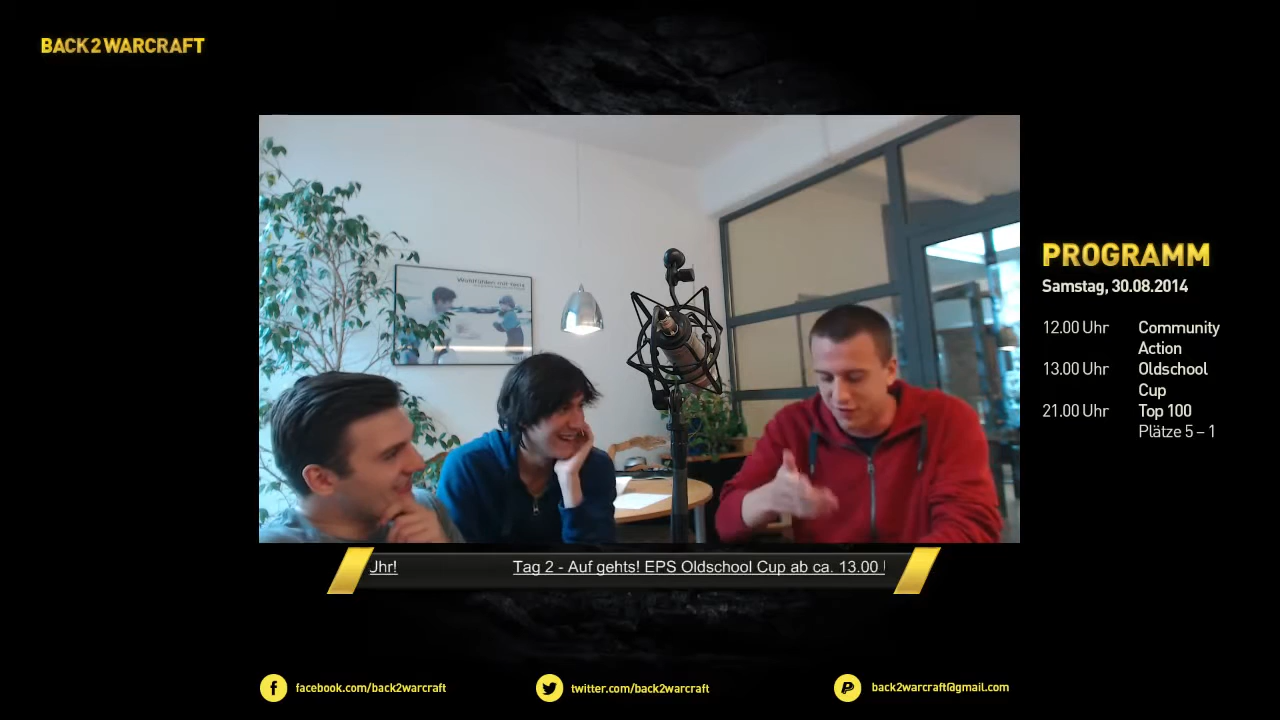 BACK2WARCRAFT
PROGRAMM
Samstag, 30.08.2014
12.00 Uhr Community
Action
13.00 Uhr Oldschool
Cup
21.00 Uhr Top 100
Plätze 5 – 1
Jhr! Tag 2 - Auf gehts! EPS Oldschool Cup ab ca. 13.00
facebook.com/back2warcraft
twitter.com/back2warcraft
back2warcraft@gmail.com